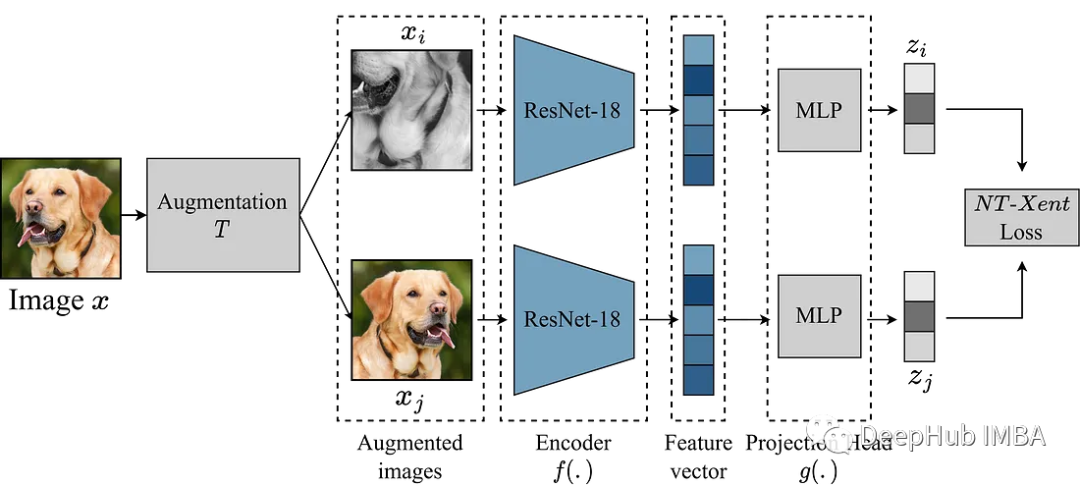 Image x
Augmentation
T
x_i
x_j
ResNet-18
ResNet-18
MLP
MLP
z_i
z_j
NT-Xent
Loss
Augmented
images
Encoder
f(.)
Feature
vector
Projection Head
g(.)
DeepHub IMBA